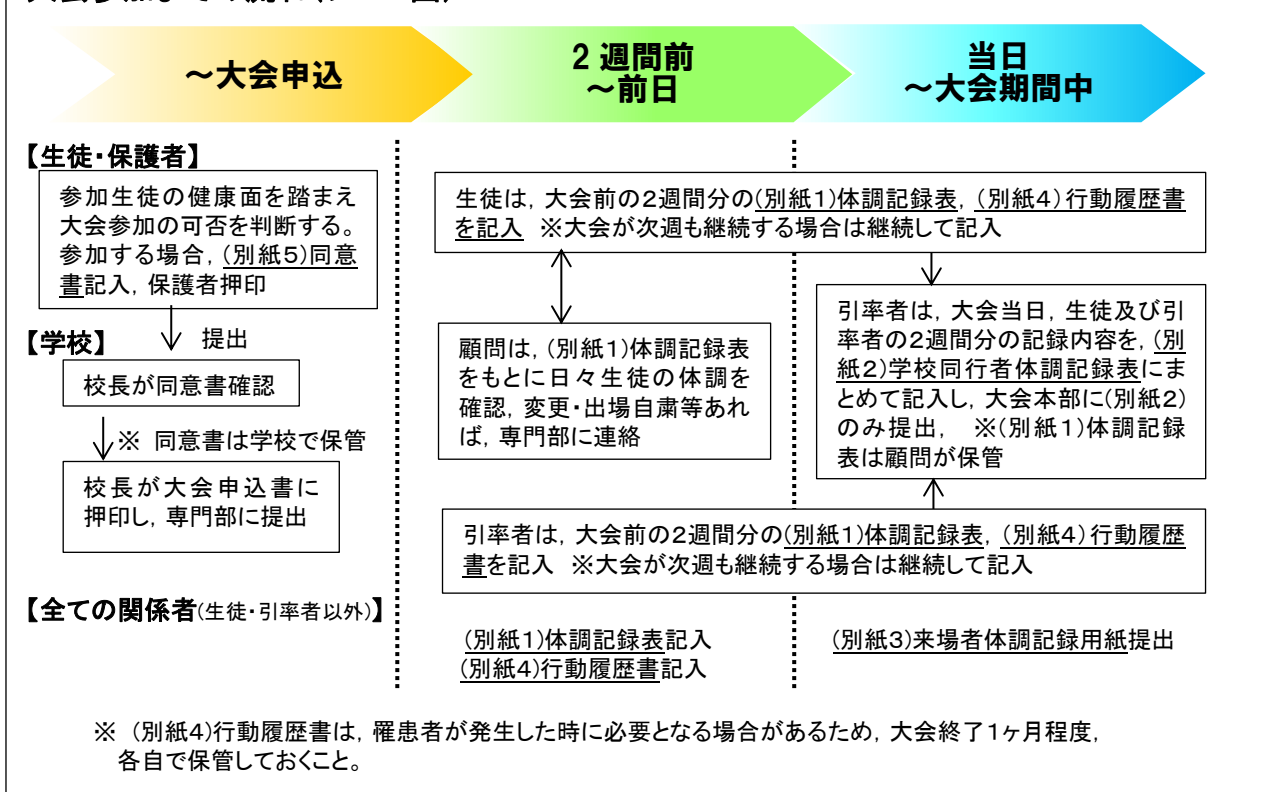 ～大会申込
２週間前
～前日
当日
～大会期間中
【生徒・保護者】
参加生徒の健康面を踏まえ
大会参加の可否を判断する。
参加する場合，(別紙５)同意
書記入，保護者押印
提出
【学校】
校長が同意書確認
※ 同意書は学校で保管
校長が大会申込書に
押印し，専門部に提出
生徒は，大会前の２週間分の(別紙１)体調記録表，(別紙４)行動履歴書
を記入 ※大会が次週も継続する場合は継続して記入
顧問は，(別紙１)体調記録表
をもとに日々生徒の体調を
確認，変更・出場自粛等あれ
ば，専門部に連絡
引率者は，大会当日，生徒及び引
率者の２週間分の記録内容を，(別
紙２)学校同行者体調記録表にま
とめて記入し，大会本部に(別紙２)
のみ提出， ※(別紙１)体調記録
表は顧問が保管
引率者は，大会前の２週間分の(別紙１)体調記録表，(別紙４)行動履歴
書を記入 ※大会が次週も継続する場合は継続して記入
【全ての関係者(生徒・引率者以外)】
(別紙１)体調記録表記入
(別紙４)行動履歴書記入
(別紙３)来場者体調記録用紙提出
※ (別紙４)行動履歴書は，罹患者が発生した時に必要となる場合があるため，大会終了１ヶ月程度，
各自で保管しておくこと。